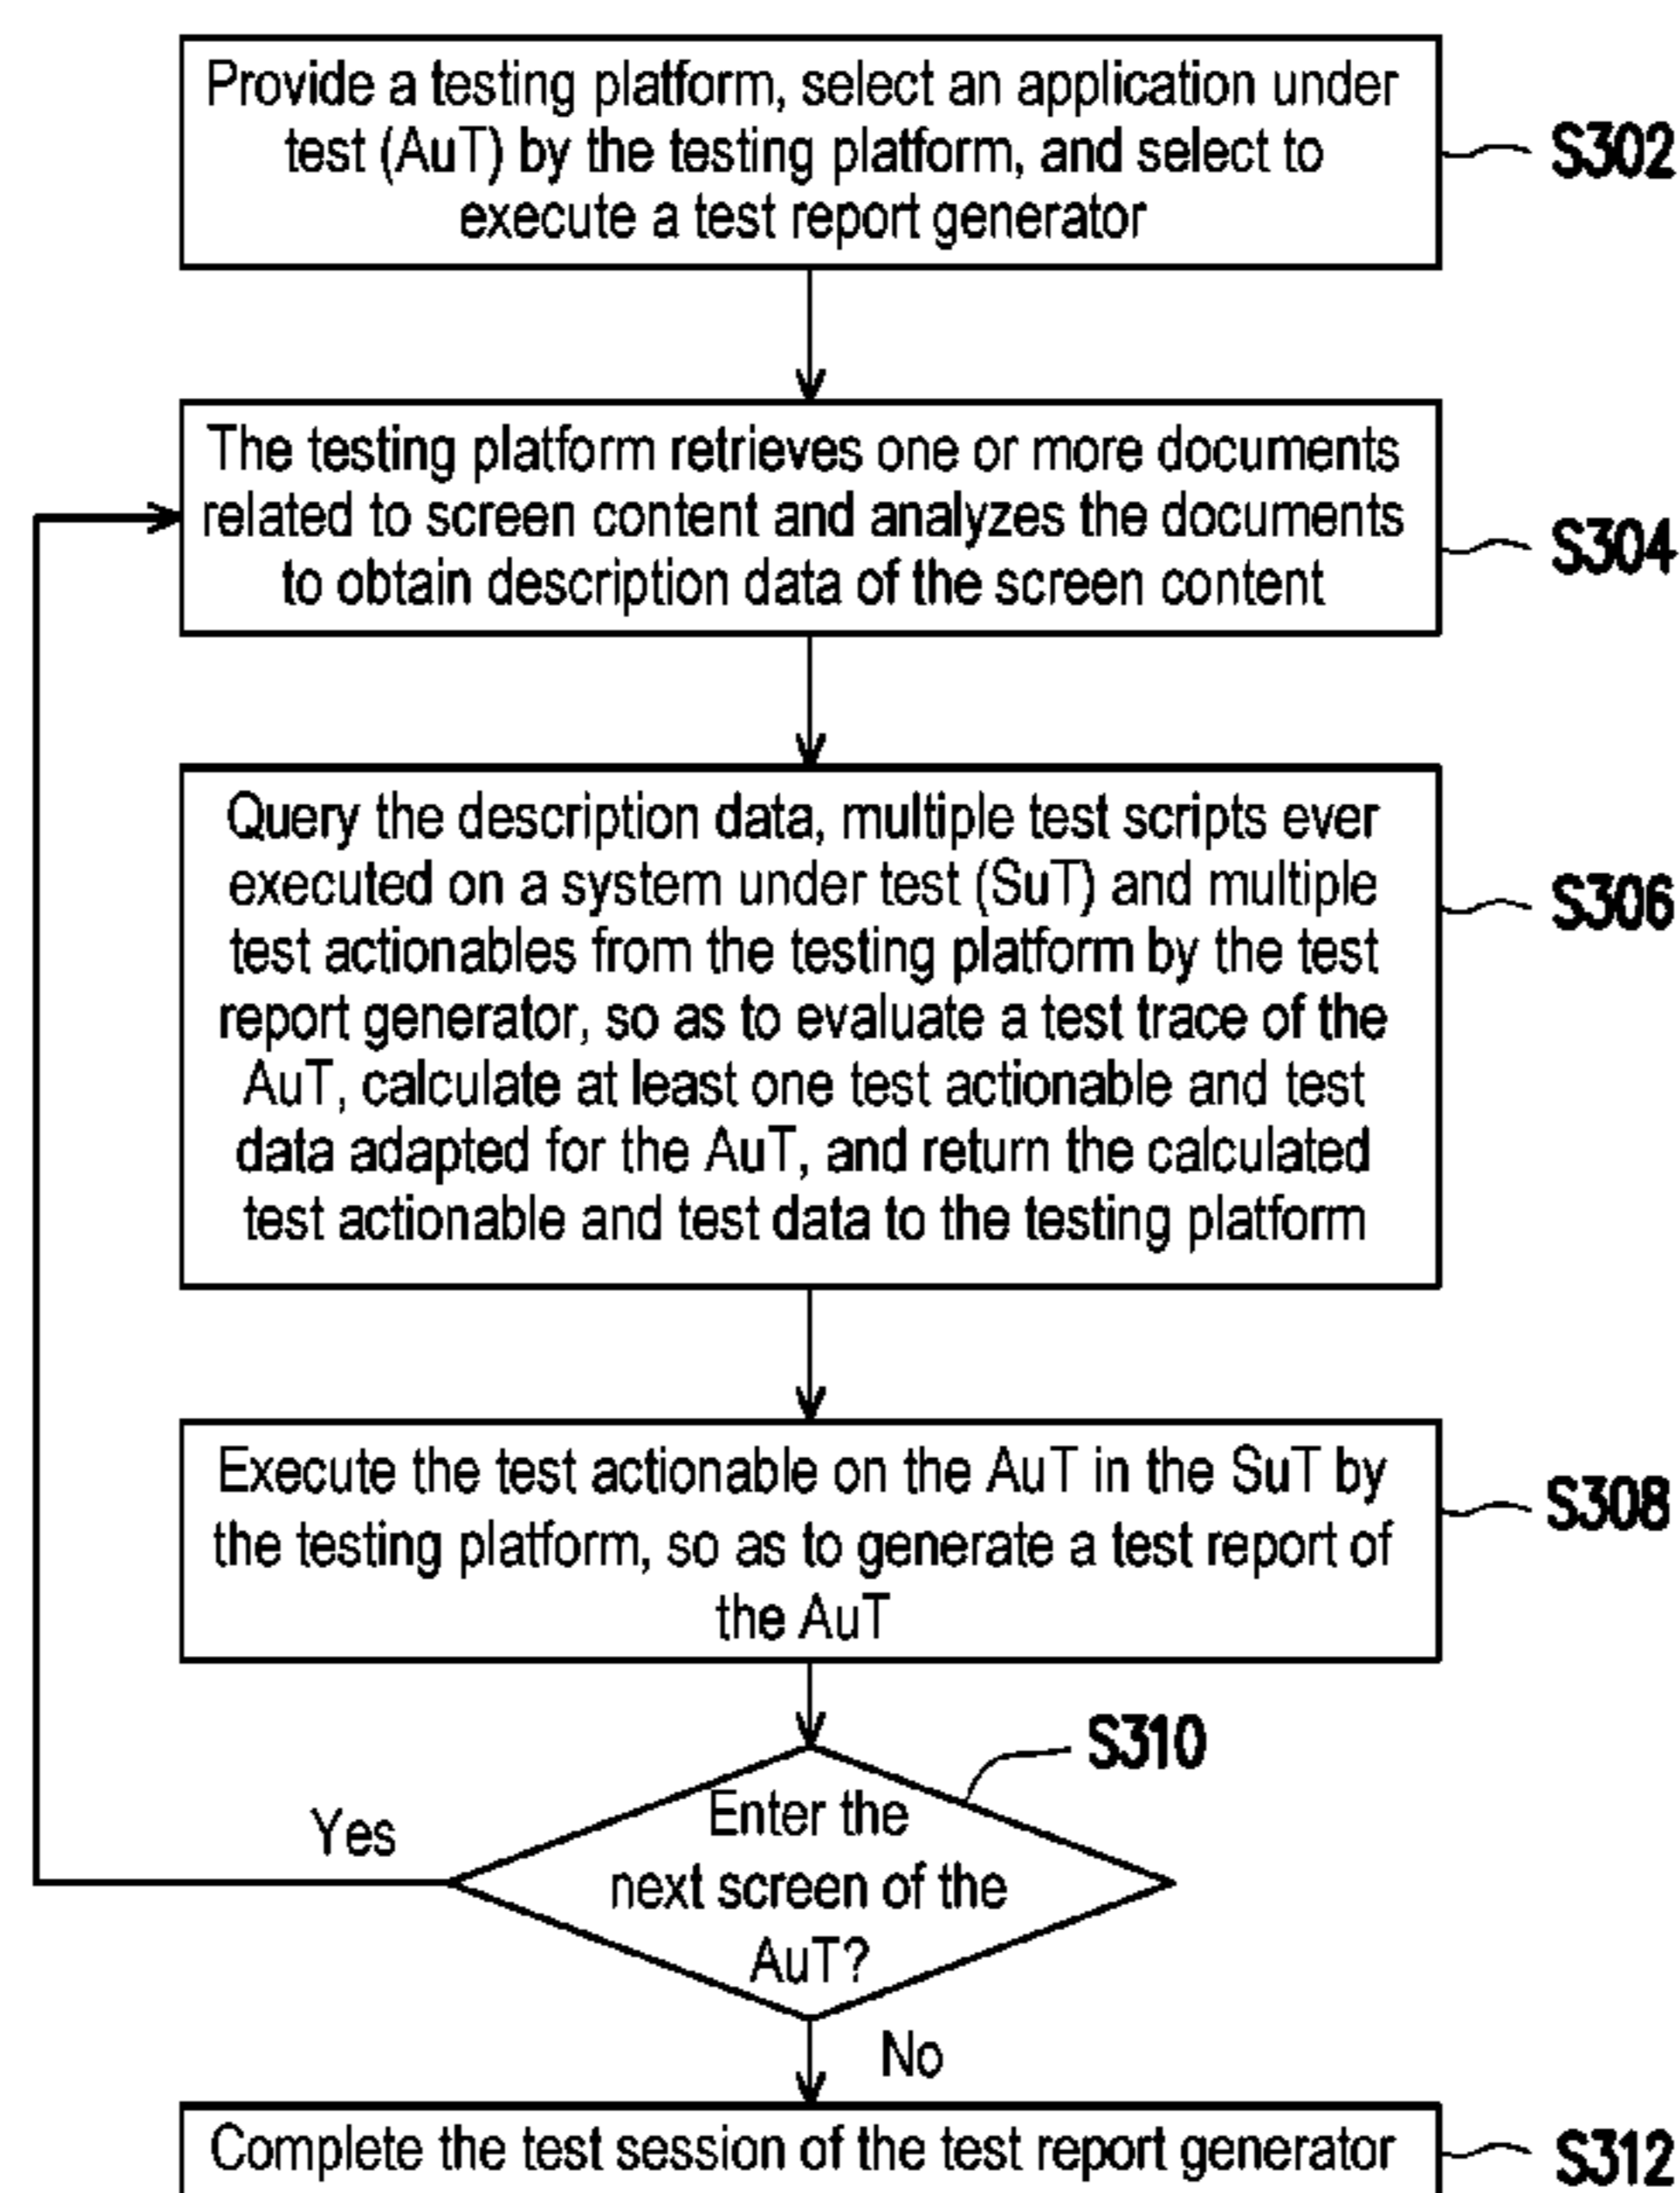 Provide a testing platform, select an application under
test (AuT) by the testing platform, and select to
execute a test report generator
S302
The testing platform retrieves one or more documents
related to screen content and analyzes the documents
to obtain description data of the screen content
S304
Query the description data, multiple test scripts ever
executed on a system under test (SuT) and multiple
test actionables from the testing platform by the test
report generator, so as to evaluate a test trace of the
AuT, calculate at least one test actionable and test
data adapted for the AuT, and return the calculated
test actionable and test data to the testing platform
S306
Execute the test actionable on the AuT in the SuT by
the testing platform, so as to generate a test report of
the AuT
S308
S310
Enter the
next screen of the
AuT?
Yes
No
Complete the test session of the test report generator
S312